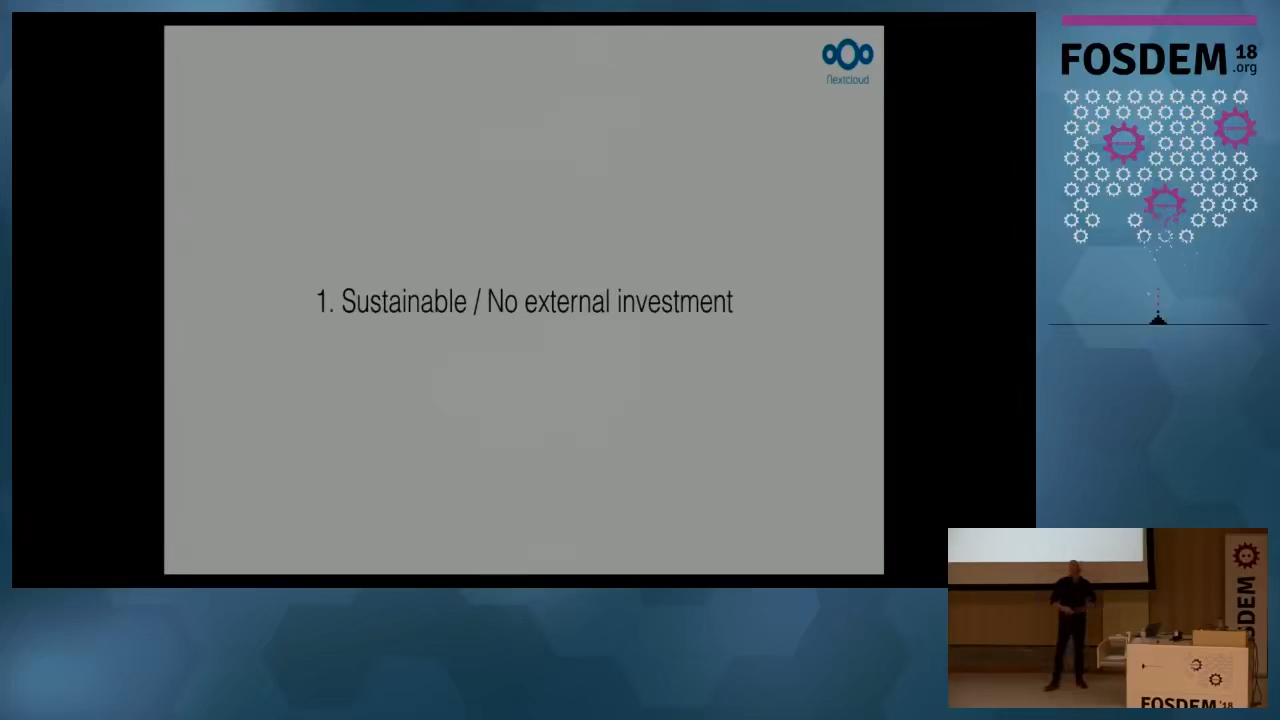 Nextcloud
1. Sustainable / No external investment
FOSDEM 18
.org
FOSDEM
FOSDEM '18